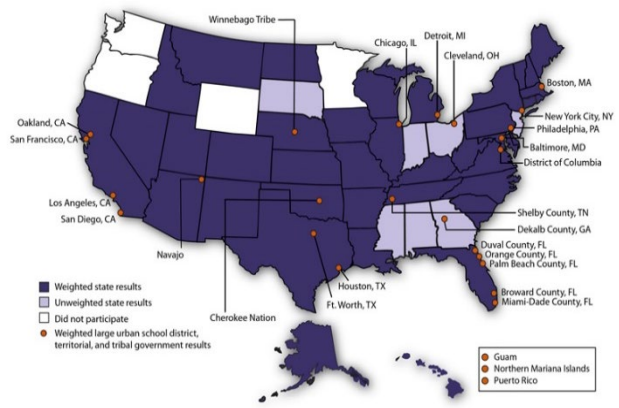 Winnebago Tribe
Chicago, IL
Detroit, MI
Cleveland, OH
Boston, MA
New York City, NY
Philadelphia, PA
Baltimore, MD
District of Columbia
Oakland, CA
San Francisco, CA
Los Angeles, CA
San Diego, CA
Shelby County, TN
Dekalb County, GA
Duval County, FL
Orange County, FL
Palm Beach County, FL
Broward County, FL
Miami-Dade County, FL
Navajo
Houston, TX
Ft. Worth, TX
Cherokee Nation
Weighted state results
Unweighted state results
Did not participate
Weighted large urban school district,
territorial, and tribal government results
Guam
Northern Mariana Islands
Puerto Rico